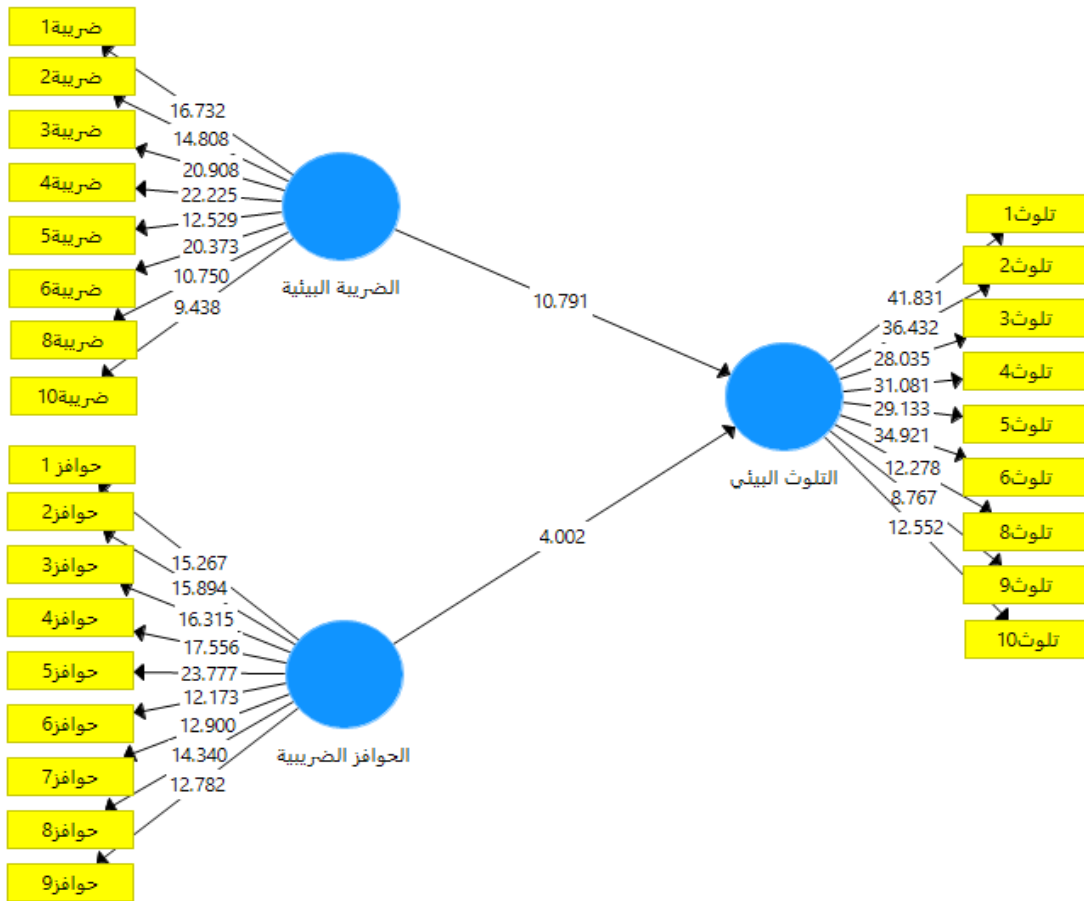 ضريبة1
ضريبة2
ضريبة3
ضريبة4
ضريبة5
ضريبة6
ضريبة8
ضريبة10
16.732
14.808
20.908
22.225
12.529
20.373
10.750
9.438
الضريبة البيئية
10.791
حوافز 1
حوافز2
حوافز3
حوافز4
حوافز5
حوافز6
حوافز7
حوافز8
حوافز9
15.267
15.894
16.315
17.556
23.777
12.173
12.900
14.340
12.782
الحوافز الضريبية
4.002
التلوث البيئي
41.831
36.432
28.035
31.081
29.133
34.921
12.278
8.767
12.552
تلوث1
تلوث2
تلوث3
تلوث4
تلوث5
تلوث6
تلوث8
تلوث9
تلوث10